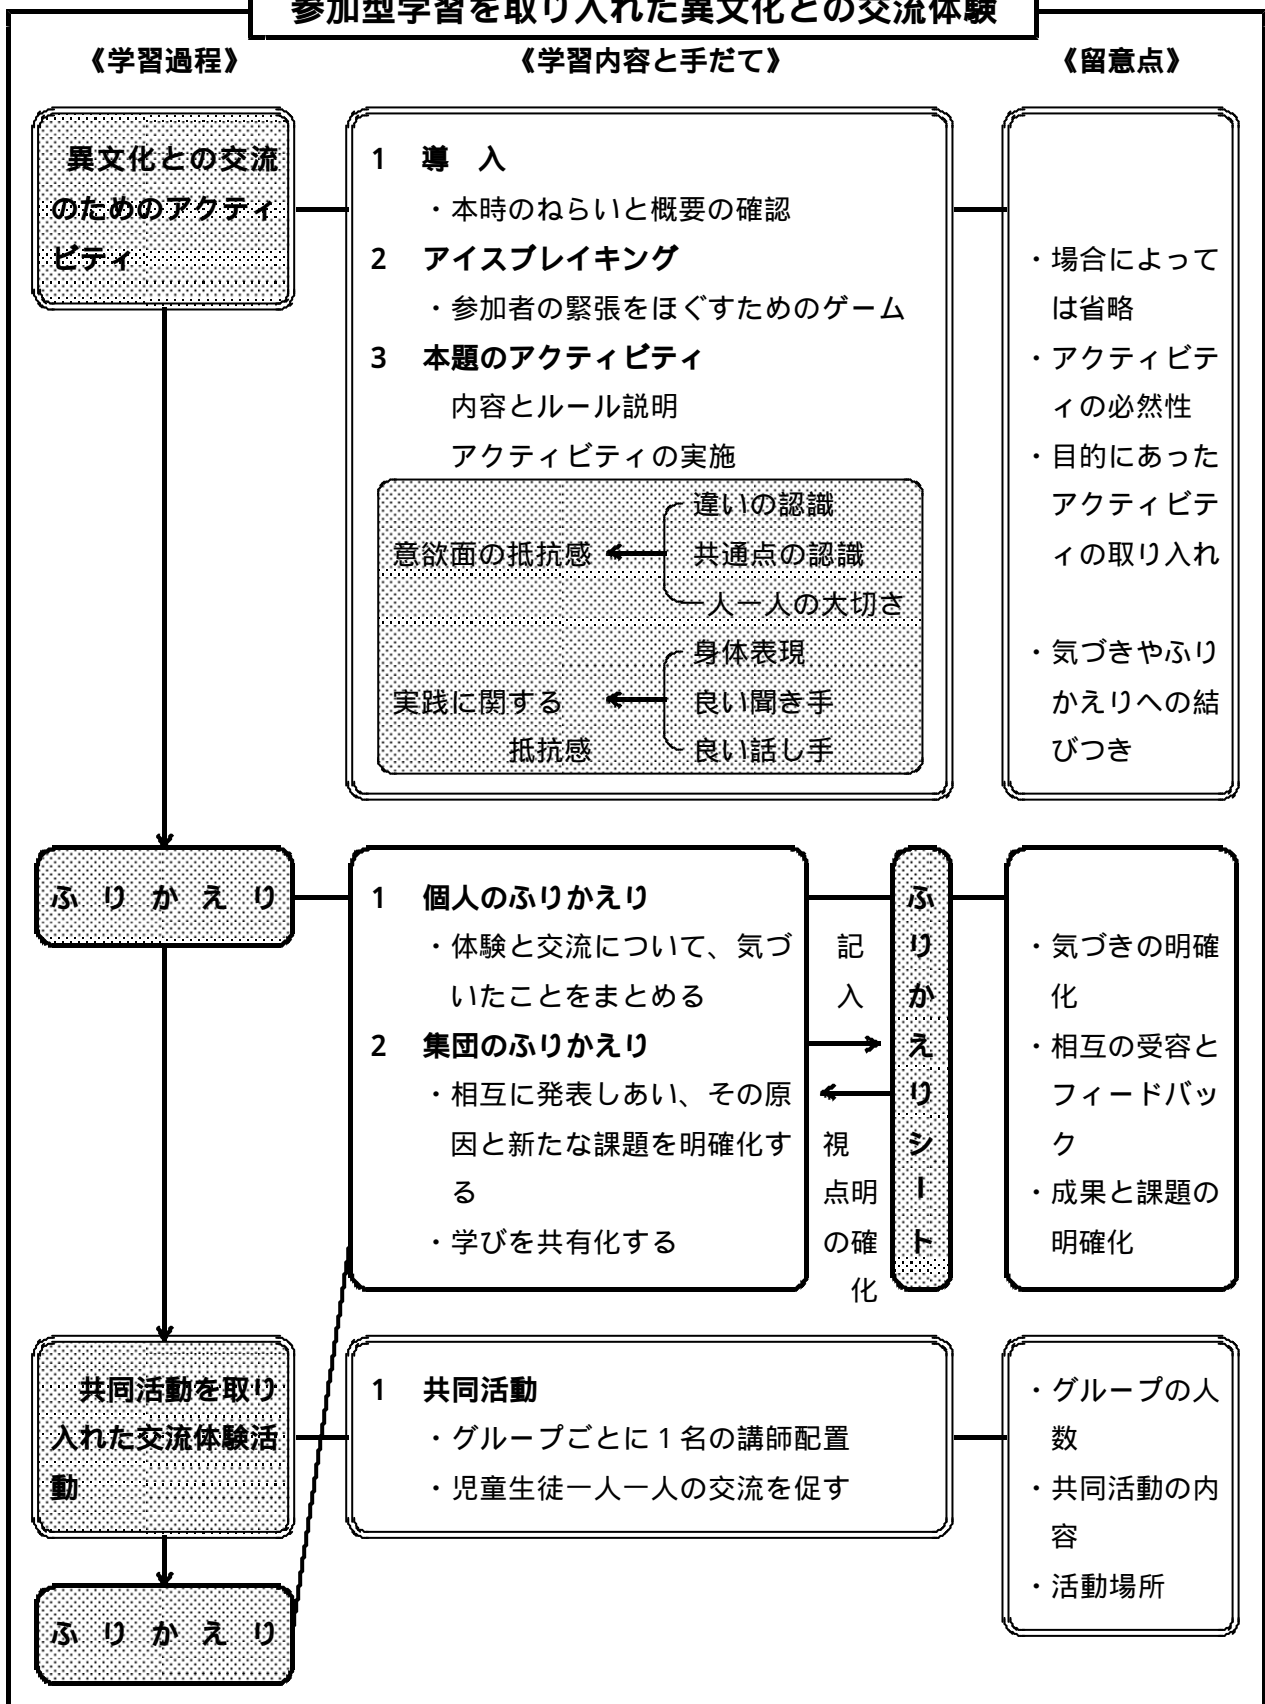 参加型学習を取り入れた異文化との交流体験
《学習過程》
《学習内容と手だて》
《留意点》
異文化との交流
のためのアクティ
ビティ
1 導 入
・本時のねらいと概要の確認
2 アイスブレイキング
・参加者の緊張をほぐすためのゲーム
3 本題のアクティビティ
内容とルール説明
アクティビティの実施
意欲面の抵抗感
違いの認識
共通点の認識
一人一人の大切さ
実践に関する
抵抗感
身体表現
良い聞き手
良い話し手
・場合によって
は省略
・アクティビテ
ィの必然性
・目的にあった
アクティビテ
ィの取り入れ
・気づきやふり
かえりへの結
びつき
ふ り か え り
1 個人のふりかえり
・体験と交流について、気づ
いたことをまとめる
2 集団のふりかえり
・相互に発表しあい、その原
因と新たな課題を明確化す
る
・学びを共有化する
記
入
視
点明
の確
化
ふりかえりシート
・気づきの明確
化
・相互の受容と
フィードバッ
ク
・成果と課題の
明確化
共同活動を取り
入れた交流体験活
動
1 共同活動
・グループごとに1名の講師配置
・児童生徒一人一人の交流を促す
・グループの人
数
・共同活動の内
容
・活動場所
ふ り か え り